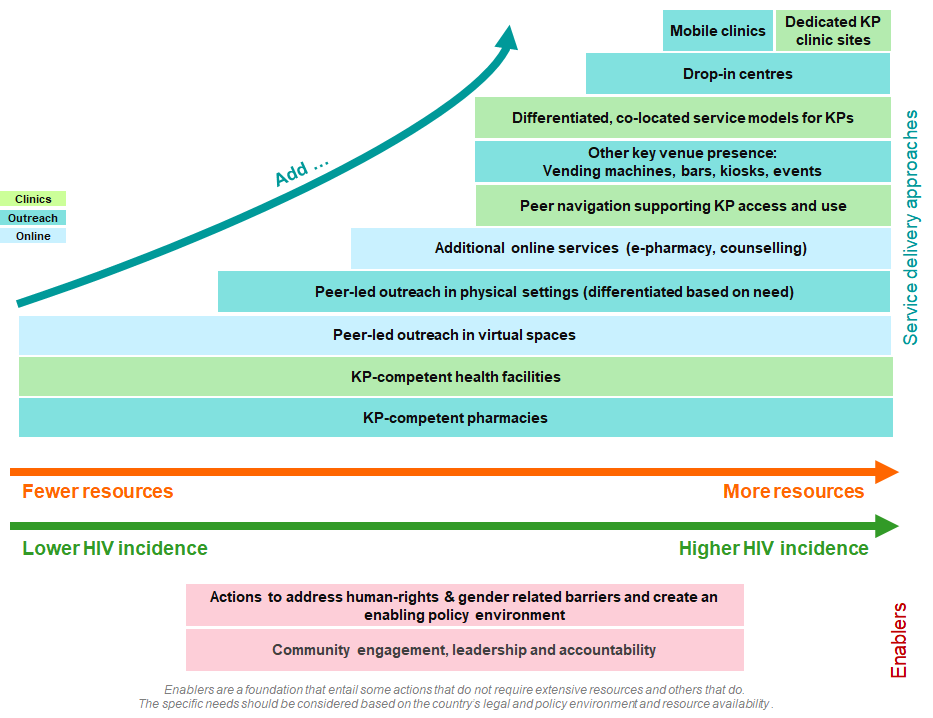 Mobile clinics
Dedicated KP
clinic sites
Drop-in centres
Differentiated, co-located service models for KPs
Other key venue presence:
Vending machines, bars, kiosks, events
Peer navigation supporting KP access and use
Additional online services (e-pharmacy, counselling)
Peer-led outreach in physical settings (differentiated based on need)
Peer-led outreach in virtual spaces
KP-competent health facilities
KP-competent pharmacies
Add ...
Clinics
Outreach
Online
Service delivery approaches
Fewer resources
More resources
Lower HIV incidence
Higher HIV incidence
Actions to address human-rights & gender related barriers and create an
enabling policy environment
Community engagement, leadership and accountability
Enablers
Enablers are a foundation that entail some actions that do not require extensive resources and others that do.
The specific needs should be considered based on the country's legal and policy environment and resource availability.